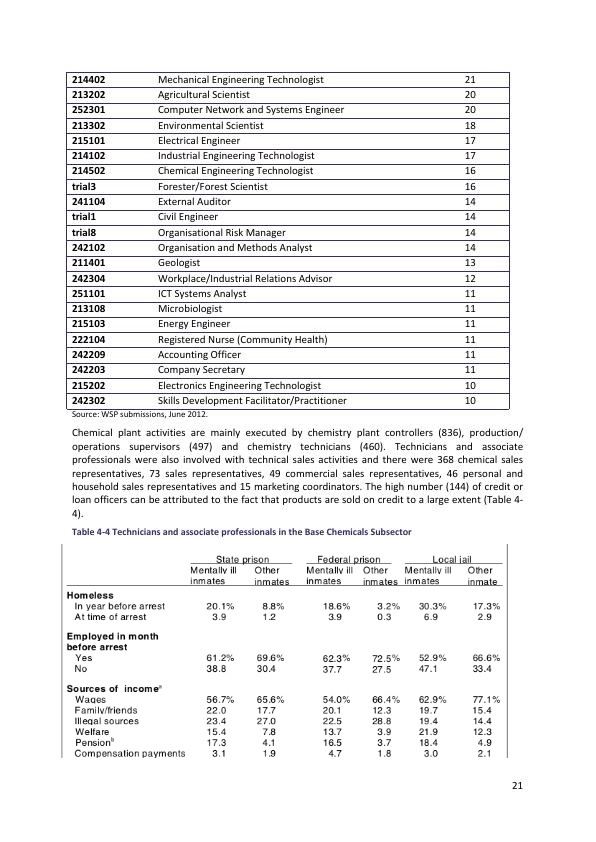 214402 Mechanical Engineering Technologist 21
213202 Agricultural Scientist 20
252301 Computer Network and Systems Engineer 20
213302 Environmental Scientist 18
215101 Electrical Engineer 17
214102 Industrial Engineering Technologist 17
214502 Chemical Engineering Technologist 16
trial3 Forester/Forest Scientist 16
241104 External Auditor 14
trial1 Civil Engineer 14
trial8 Organisational Risk Manager 14
242102 Organisation and Methods Analyst 14
211401 Geologist 13
242304 Workplace/Industrial Relations Advisor 12
251101 ICT Systems Analyst 11
213108 Microbiologist 11
215103 Energy Engineer 11
222104 Registered Nurse (Community Health) 11
242209 Accounting Officer 11
242203 Company Secretary 11
215202 Electronics Engineering Technologist 10
242302 Skills Development Facilitator/Practitioner 10
Source: WSP submissions, June 2012.
Chemical plant activities are mainly executed by chemistry plant controllers (836), production/
operations supervisors (497) and chemistry technicians (460). Technicians and associate
professionals were also involved with technical sales activities and there were 368 chemical sales
representatives, 73 sales representatives, 49 commercial sales representatives, 46 personal and
household sales representatives and 15 marketing coordinators. The high number (144) of credit or
loan officers can be attributed to the fact that products are sold on credit to a large extent (Table 4-
4).
Table 4-4 Technicians and associate professionals in the Base Chemicals Subsector
State prison Federal prison Local jail
Mentally ill Other Mentally ill Other Mentally ill Other
inmates inmates inmates inmates inmates inmate
Homeless
In year before arrest 20.1% 8.8% 18.6% 3.2% 30.3% 17.3%
At time of arrest 3.9 1.2 3.9 0.3 6.9 2.9
Employed in month
before arrest
Yes 61.2% 69.6% 62.3% 72.5% 52.9% 66.6%
No 38.8 30.4 37.7 27.5 47.1 33.4
Sources of income a
Wages 56.7% 65.6% 54.0% 66.4% 62.9% 77.1%
Family/friends 22.0 17.7 20.1 12.3 19.7 15.4
Illegal sources 23.4 27.0 22.5 28.8 19.4 14.4
Welfare 15.4 7.8 13.7 3.9 21.9 12.3
Pension b 17.3 4.1 16.5 3.7 18.4 4.9
Compensation payments 3.1 1.9 4.7 1.8 3.0 2.1
21